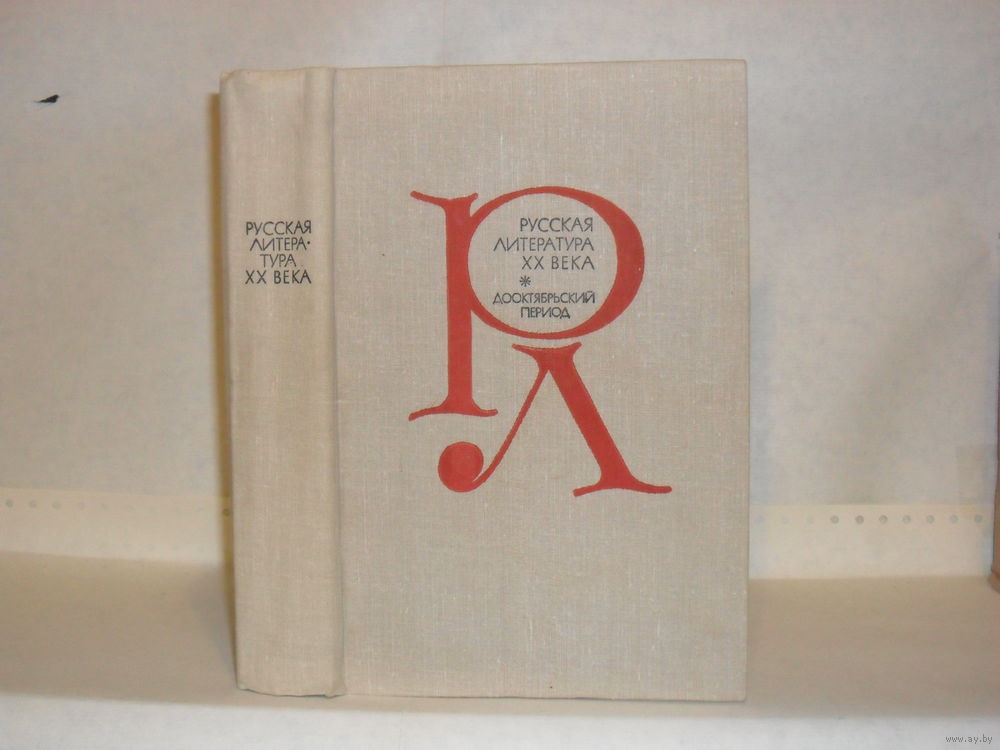 РУССКАЯ
ЛИТЕРА•
ТУРА
XX ВЕКА
РЛ
РУССКАЯ
ЛИТЕРАТУРА
XX ВЕКА
*
ДООКТЯБРЬСКИЙ
ПЕРИОД
www.ay.by